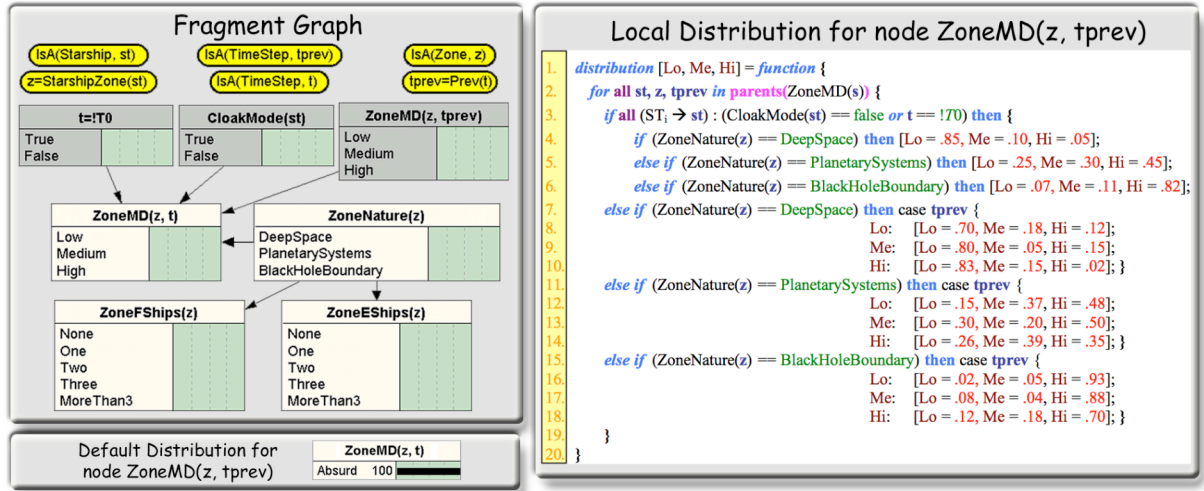 Fragment Graph
IsA(Starship, st)
IsA(TimeStep, tprev)
IsA(Zone, z)
z=StarshipZone(st)
IsA(TimeStep, t)
tprev=Prev(t)
t=!T0
True
False
CloakMode(st)
True
False
ZoneMD(z, tprev)
Low
Medium
High
ZoneMD(z, t)
Low
Medium
High
ZoneNature(z)
DeepSpace
PlanetarySystems
BlackHoleBoundary
ZoneFShips(z)
None
One
Two
Three
MoreThan3
ZoneEShips(z)
None
One
Two
Three
MoreThan3
Default Distribution for
node ZoneMD(z, tprev)
ZoneMD(z, t)
Absurd 100
Local Distribution for node ZoneMD(z, tprev)
1. distribution [Lo, Me, Hi] = function {
2. for all st, z, tprev in parents(ZoneMD(s)) {
3. if all (STi → st) : (CloakMode(st) == false or t == !T0) then {
4. if (ZoneNature(z) == DeepSpace) then [Lo = .85, Me = .10, Hi = .05];
5. else if (ZoneNature(z) == PlanetarySystems) then [Lo = .25, Me = .30, Hi = .45];
6. else if (ZoneNature(z) == BlackHoleBoundary) then [Lo = .07, Me = .11, Hi = .82];
7. else if (ZoneNature(z) == DeepSpace) then case tprev {
8. Lo: [Lo = .70, Me = .18, Hi = .12];
9. Me: [Lo = .80, Me = .05, Hi = .15];
10. Hi: [Lo = .83, Me = .15, Hi = .02]; }
11. else if (ZoneNature(z) == PlanetarySystems) then case tprev {
12. Lo: [Lo = .15, Me = .37, Hi = .48];
13. Me: [Lo = .30, Me = .20, Hi = .50];
14. Hi: [Lo = .26, Me = .39, Hi = .35]; }
15. else if (ZoneNature(z) == BlackHoleBoundary) then case tprev {
16. Lo: [Lo = .02, Me = .05, Hi = .93];
17. Me: [Lo = .08, Me = .04, Hi = .88];
18. Hi: [Lo = .12, Me = .18, Hi = .70]; }
19. }
20. }